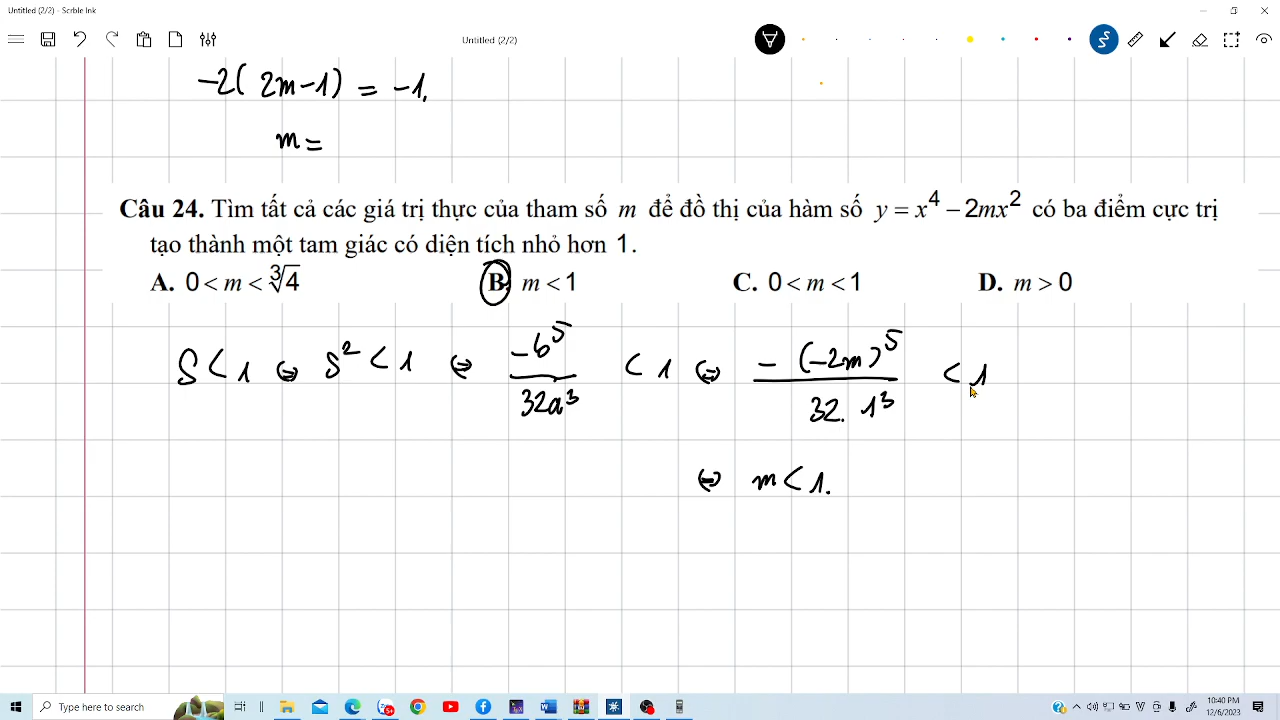 Untitled (2/2) - Scrble Ink
Untitled (2/2)
-2( 2m-1) = -1.
m =
Câu 24. Tìm tất cả các giá trị thực của tham số m để đồ thị của hàm số y = x⁴ − 2mx² có ba điểm cực trị
tạo thành một tam giác có diện tích nhỏ hơn 1.
A. 0 < m < ∛4 B. m < 1 C. 0 < m < 1 D. m > 0
S < 1 ⇔ S² < 1 ⇔ -b⁵/32a³ < 1 ⇔ -(-2m)⁵/32. 1³ < 1
⇔ m < 1.
Type here to search
10:40 PM
12/6/2023